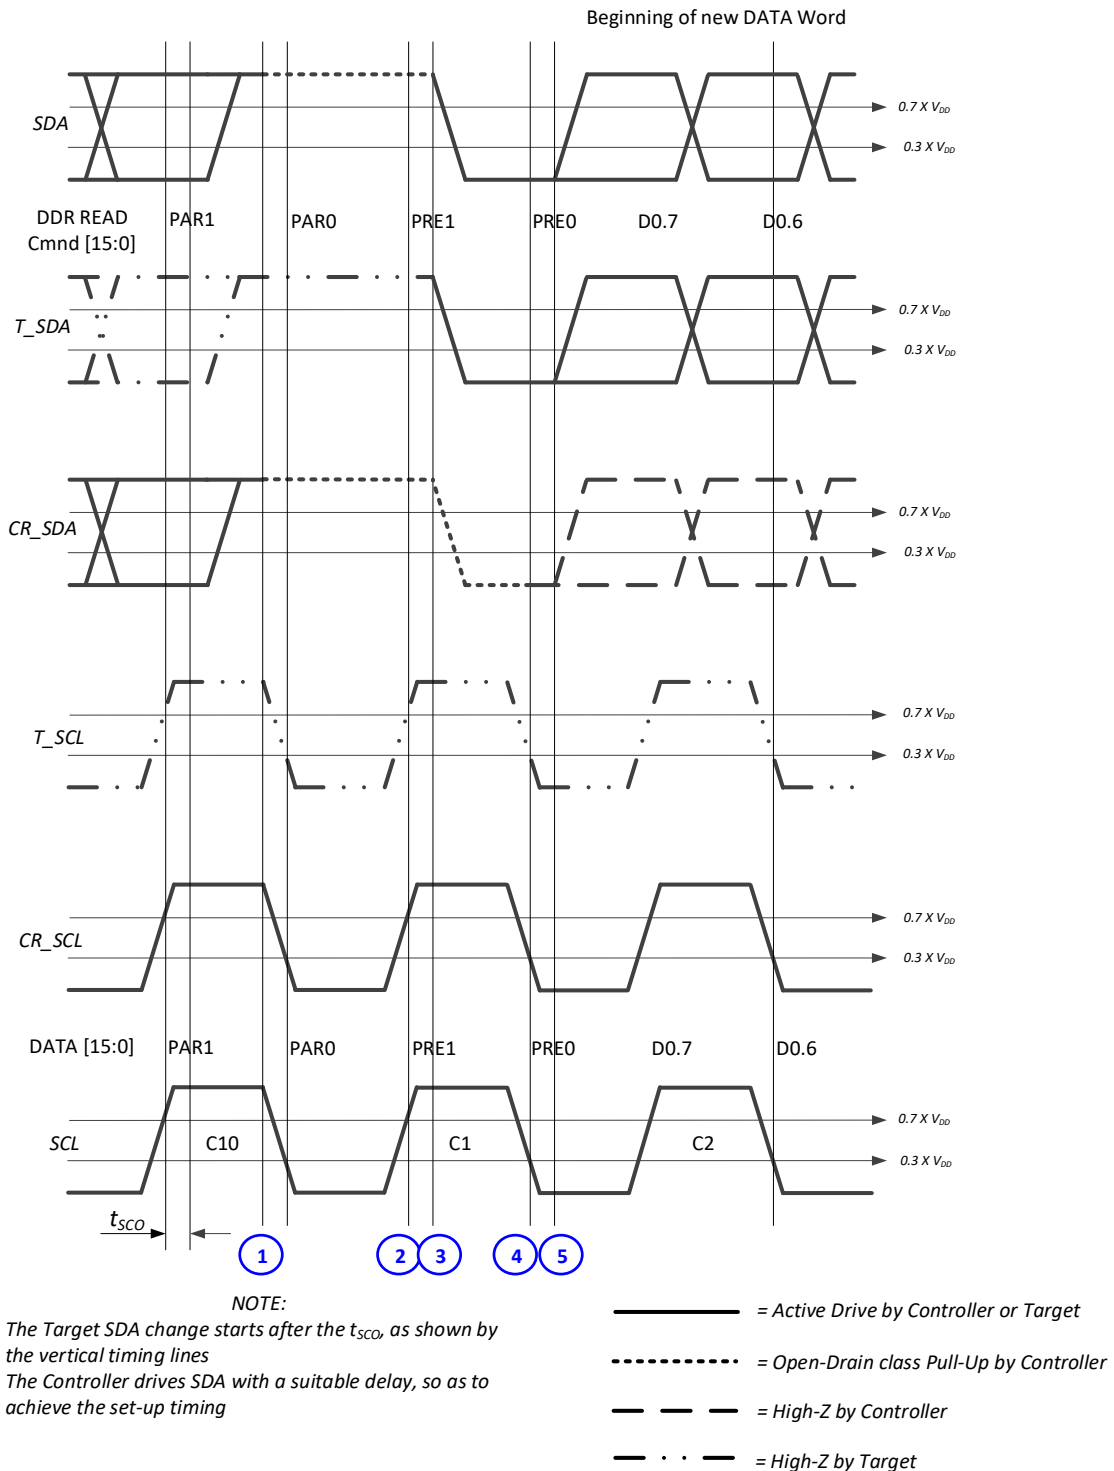 Beginning of new DATA Word
0.7 X VDD
SDA
0.3 X VDD
DDR READ
Cmnd [15:0]
PAR1 PAR0 PRE1 PRE0 D0.7 D0.6
0.7 X VDD
T_SDA
0.3 X VDD
0.7 X VDD
CR_SDA
0.3 X VDD
0.7 X VDD
T_SCL
0.3 X VDD
0.7 X VDD
CR_SCL
0.3 X VDD
DATA [15:0] PAR1 PAR0 PRE1 PRE0 D0.7 D0.6
0.7 X VDD
SCL C10 C1 C2
0.3 X VDD
tSCO
1 2 3 4 5
NOTE:
The Target SDA change starts after the tSCO, as shown by
the vertical timing lines
The Controller drives SDA with a suitable delay, so as to
achieve the set-up timing
= Active Drive by Controller or Target
= Open-Drain class Pull-Up by Controller
= High-Z by Controller
= High-Z by Target